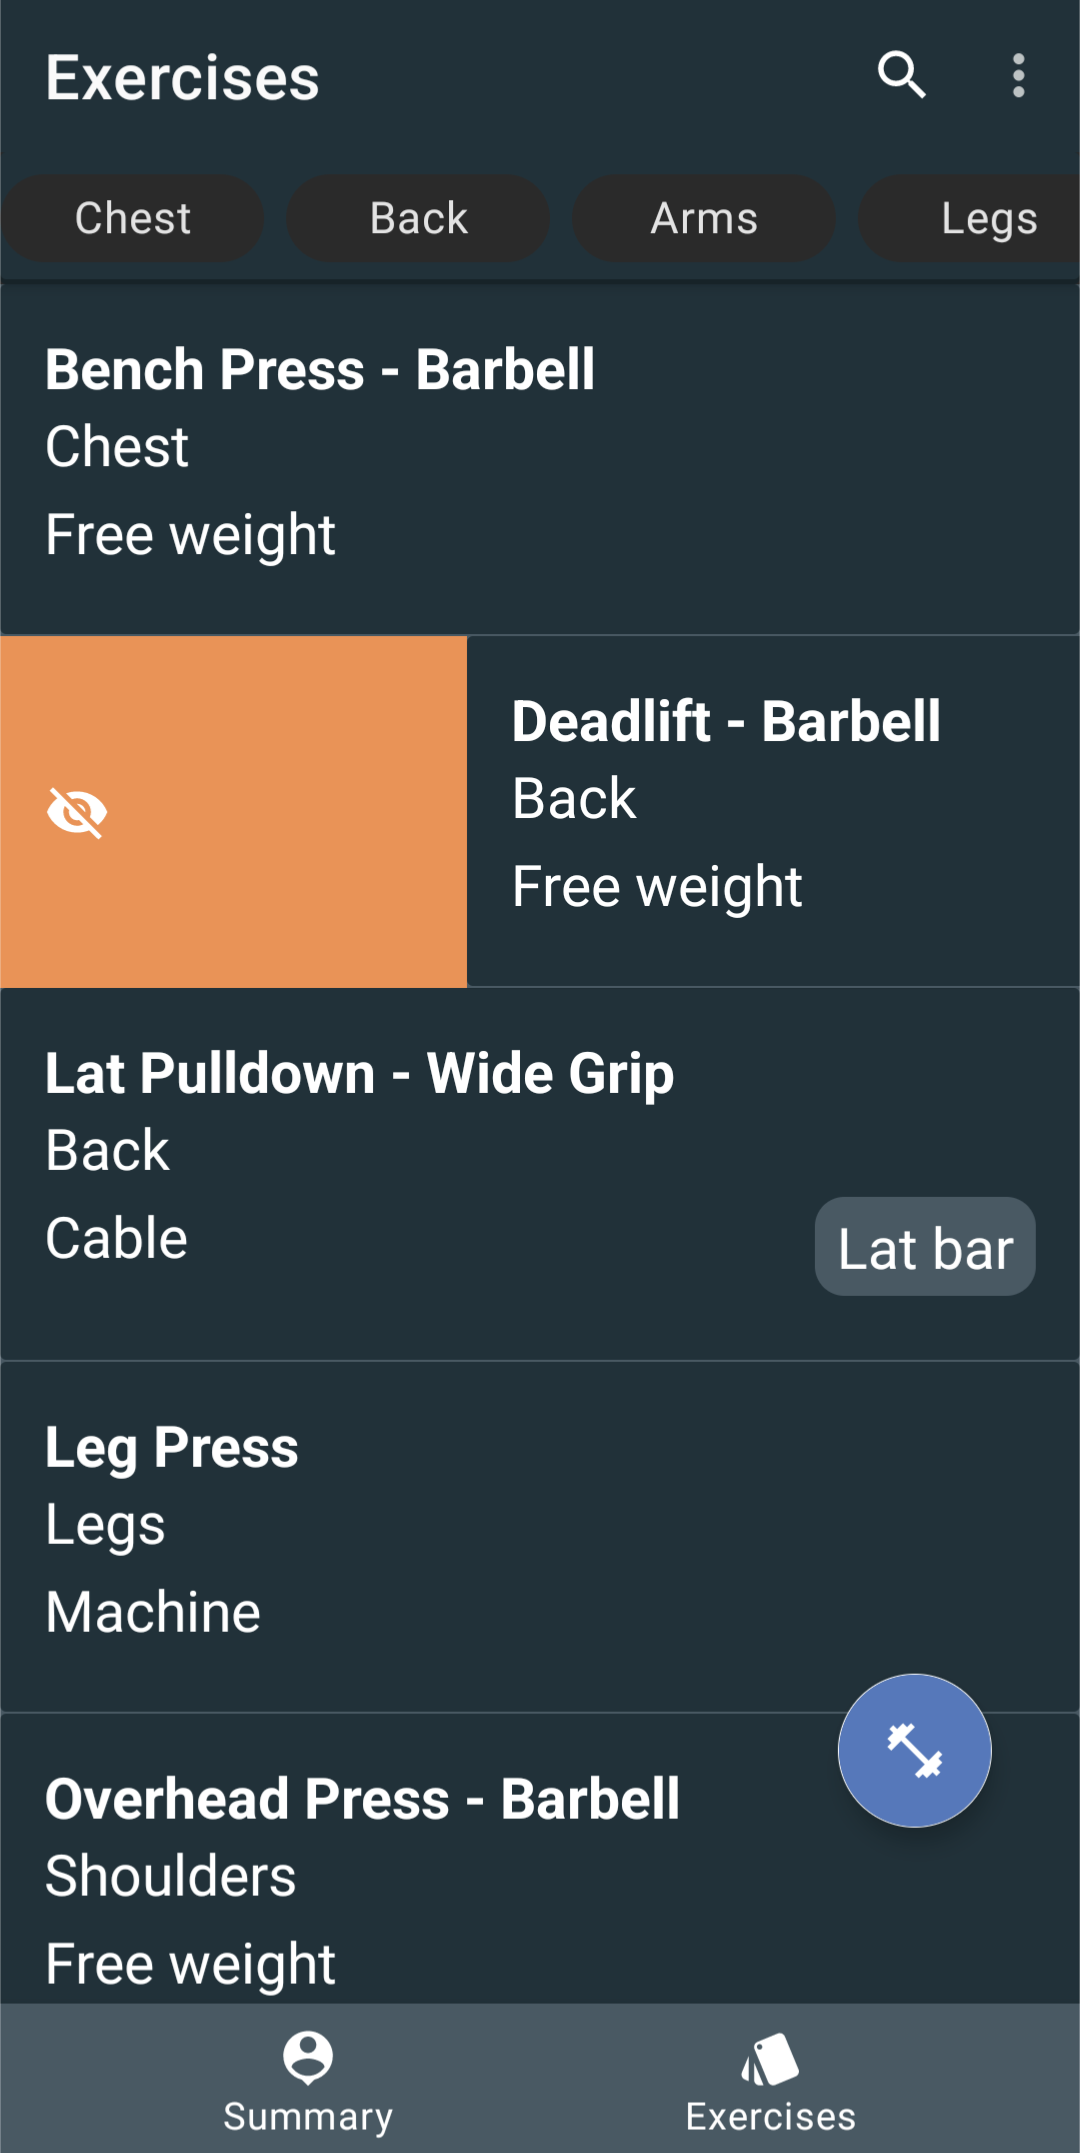 Exercises
Chest
Back
Arms
Legs
Bench Press - Barbell
Chest
Free weight
Deadlift - Barbell
Back
Free weight
Lat Pulldown - Wide Grip
Back
Cable
Lat bar
Leg Press
Legs
Machine
Overhead Press - Barbell
Shoulders
Free weight
Summary
Exercises